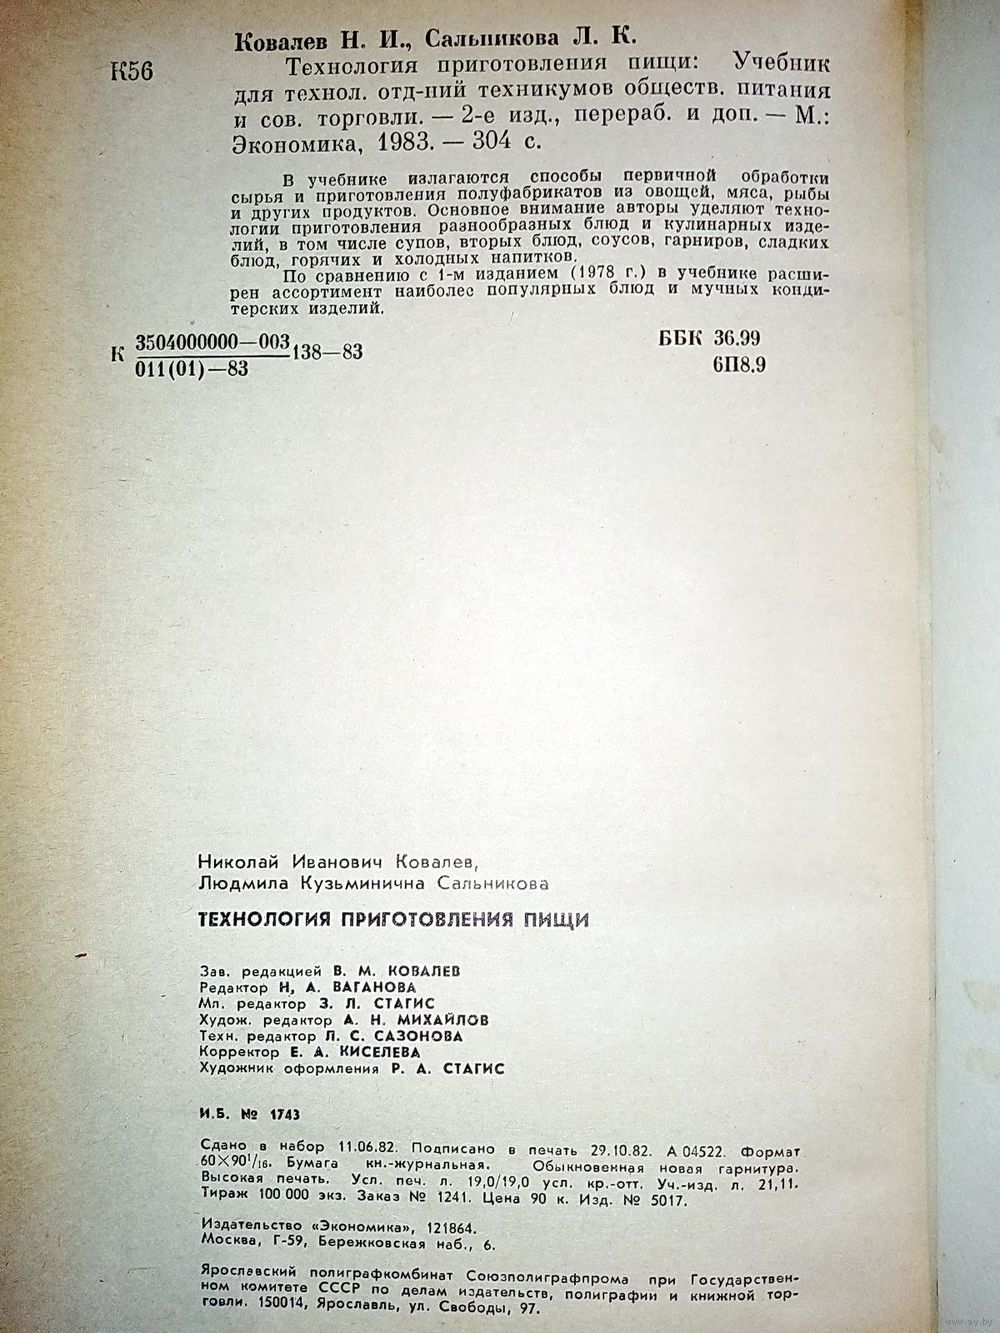 Ковалев Н. И., Сальникова Л. К.
К56
Технология приготовления пищи: Учебник
для технол. отд-ний техникумов обществ. питания
и сов. торговли. — 2-е изд., перераб. и доп. — М.:
Экономика, 1983. — 304 с.
В учебнике излагаются способы первичной обработки
сырья и приготовления полуфабрикатов из овощей, мяса, рыбы
и других продуктов. Основное внимание авторы уделяют техно-
логии приготовления разнообразных блюд и кулинарных изде-
лий, в том числе супов, вторых блюд, соусов, гарниров, сладких
блюд, горячих и холодных напитков.
По сравнению с 1-м изданием (1978 г.) в учебнике расши-
рен ассортимент наиболее популярных блюд и мучных конди-
терских изделий.
К 3504000000—003 138—83
011(01)—83
ББК 36.99
6П8.9
Николай Иванович Ковалев,
Людмила Кузьминична Сальникова
ТЕХНОЛОГИЯ ПРИГОТОВЛЕНИЯ ПИЩИ
Зав. редакцией В. М. КОВАЛЕВ
Редактор Н. А. ВАГАНОВА
Мл. редактор З. Л. СТАГИС
Худож. редактор А. Н. МИХАЙЛОВ
Техн. редактор Л. С. САЗОНОВА
Корректор Е. А. КИСЕЛЕВА
Художник оформления Р. А. СТАГИС
И.Б. № 1743
Сдано в набор 11.06.82. Подписано в печать 29.10.82. А 04522. Формат
60×90¹/₁₆. Бумага кн.-журнальная. Обыкновенная новая гарнитура.
Высокая печать. Усл. печ. л. 19,0/19,0 усл. кр.-отт. Уч.-изд. л. 21,11.
Тираж 100 000 экз. Заказ № 1241. Цена 90 к. Изд. № 5017.
Издательство «Экономика», 121864.
Москва, Г-59, Бережковская наб., 6.
Ярославский полиграфкомбинат Союзполиграфпрома при Государствен-
ном комитете СССР по делам издательств, полиграфии и книжной тор-
говли. 150014, Ярославль, ул. Свободы, 97.
www.ay.by